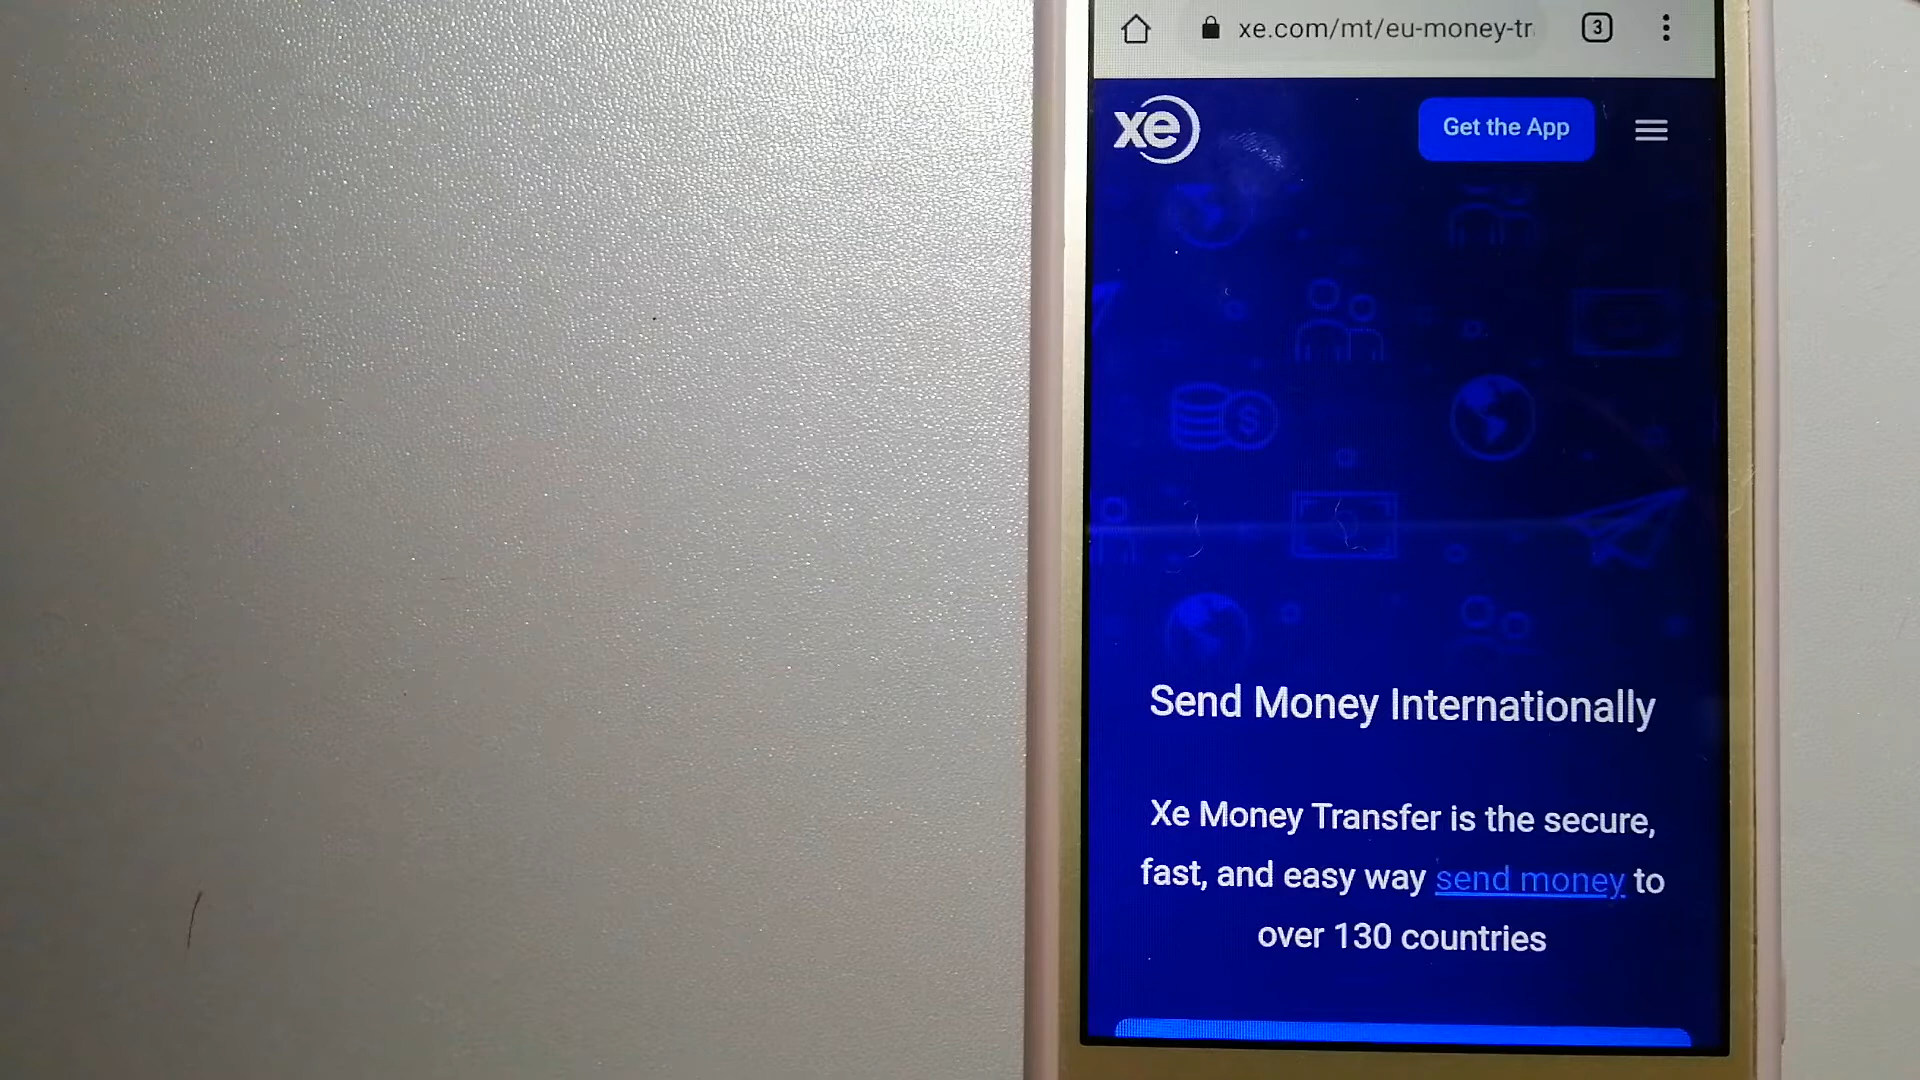 xe.com/mt/eu-money-tr
3
xe
Get the App
$
Send Money Internationally
Xe Money Transfer is the secure,
fast, and easy way send money to
over 130 countries